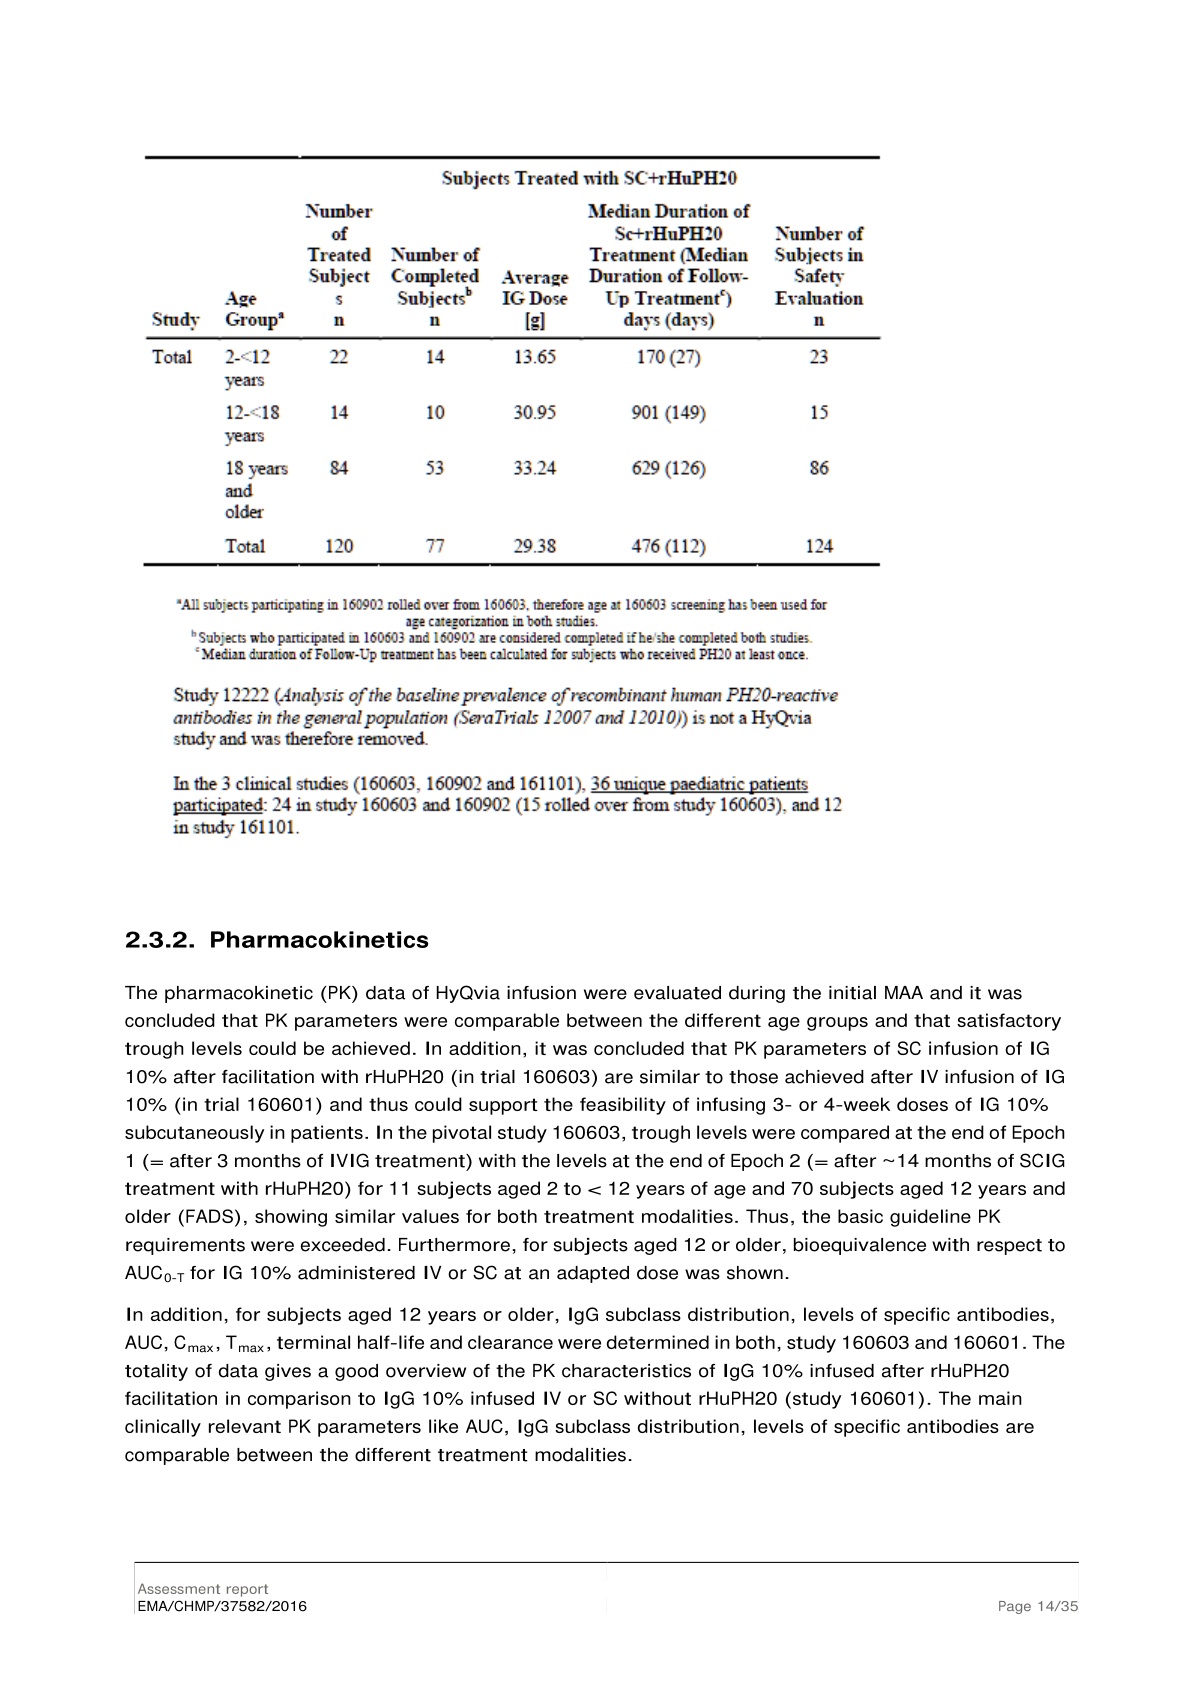 Subjects Treated with SC+rHuPH20
Number
of
Treated
Subject
s
n
Number of
Completed
Subjectsᵇ
n
Average
IG Dose
[g]
Median Duration of
Sc+rHuPH20
Treatment (Median
Duration of Follow-
Up Treatmentᶜ)
days (days)
Number of
Subjects in
Safety
Evaluation
n
Study
Age
Groupᵃ
Total 2-<12 22 14 13.65 170 (27) 23
years
12-<18 14 10 30.95 901 (149) 15
years
18 years 84 53 33.24 629 (126) 86
and
older
Total 120 77 29.38 476 (112) 124
ᵃAll subjects participating in 160902 rolled over from 160603, therefore age at 160603 screening has been used for
age categorization in both studies.
ᵇ Subjects who participated in 160603 and 160902 are considered completed if he/she completed both studies.
ᶜ Median duration of Follow-Up treatment has been calculated for subjects who received PH20 at least once.
Study 12222 (Analysis of the baseline prevalence of recombinant human PH20-reactive
antibodies in the general population (SeraTrials 12007 and 12010)) is not a HyQvia
study and was therefore removed.
In the 3 clinical studies (160603, 160902 and 161101), 36 unique paediatric patients
participated: 24 in study 160603 and 160902 (15 rolled over from study 160603), and 12
in study 161101.
2.3.2. Pharmacokinetics
The pharmacokinetic (PK) data of HyQvia infusion were evaluated during the initial MAA and it was
concluded that PK parameters were comparable between the different age groups and that satisfactory
trough levels could be achieved. In addition, it was concluded that PK parameters of SC infusion of IG
10% after facilitation with rHuPH20 (in trial 160603) are similar to those achieved after IV infusion of IG
10% (in trial 160601) and thus could support the feasibility of infusing 3- or 4-week doses of IG 10%
subcutaneously in patients. In the pivotal study 160603, trough levels were compared at the end of Epoch
1 (= after 3 months of IVIG treatment) with the levels at the end of Epoch 2 (= after ~14 months of SCIG
treatment with rHuPH20) for 11 subjects aged 2 to < 12 years of age and 70 subjects aged 12 years and
older (FADS), showing similar values for both treatment modalities. Thus, the basic guideline PK
requirements were exceeded. Furthermore, for subjects aged 12 or older, bioequivalence with respect to
AUC0-T for IG 10% administered IV or SC at an adapted dose was shown.
In addition, for subjects aged 12 years or older, IgG subclass distribution, levels of specific antibodies,
AUC, Cmax, Tmax, terminal half-life and clearance were determined in both, study 160603 and 160601. The
totality of data gives a good overview of the PK characteristics of IgG 10% infused after rHuPH20
facilitation in comparison to IgG 10% infused IV or SC without rHuPH20 (study 160601). The main
clinically relevant PK parameters like AUC, IgG subclass distribution, levels of specific antibodies are
comparable between the different treatment modalities.
Assessment report
EMA/CHMP/37582/2016
Page 14/35